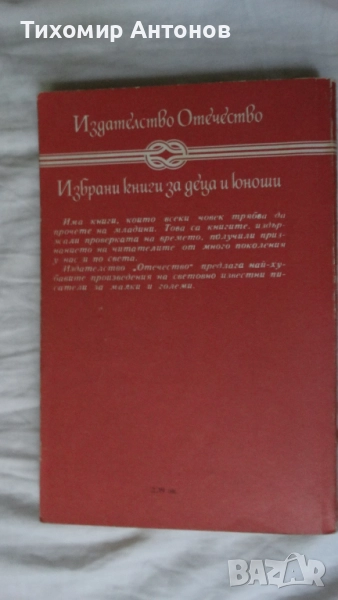 Тихомир Антонов
Издателство Отечество
Избрани книги за деца и юноши
Има книги, които всеки човек трябва да
прочете на младини. Това са книгите, издър-
жали проверката на времето, получили приз-
нанието на читателите от много поколения
у нас и по света.
Издателство „Отечество" предлага най-ху-
бавите произведения на световно известни пи-
сатели за малки и големи.
лв.
BAZAR